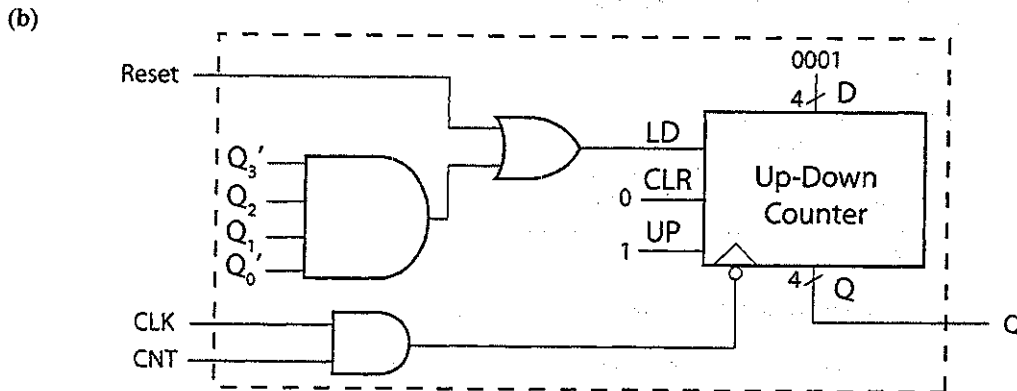 (b)
Reset
0001
4 D
LD
Q3'
CLR
Up-Down
Counter
Q2
0
Q1
UP
1
Q0'
4 Q
CLK
Q
CNT